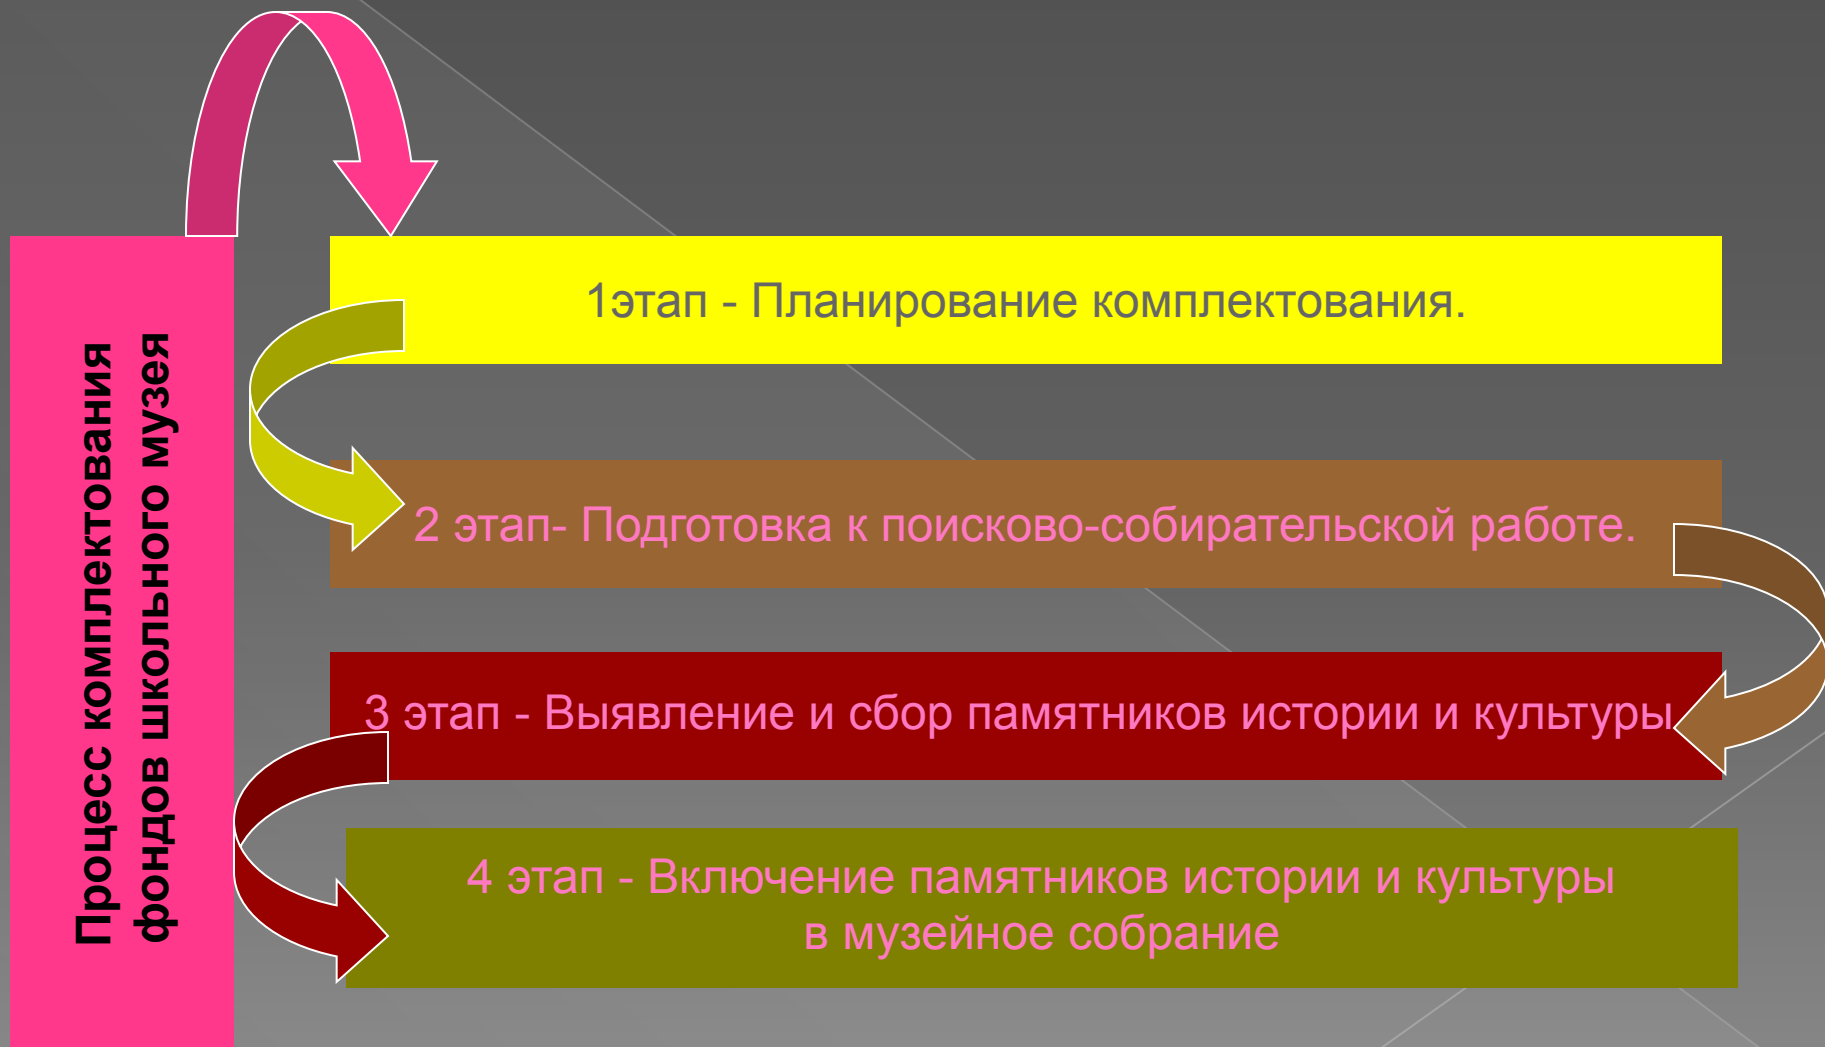 Процесс комплектования
фондов школьного музея
1этап - Планирование комплектования.
2 этап- Подготовка к поисково-собирательской работе.
3 этап - Выявление и сбор памятников истории и культуры
4 этап - Включение памятников истории и культуры
в музейное собрание